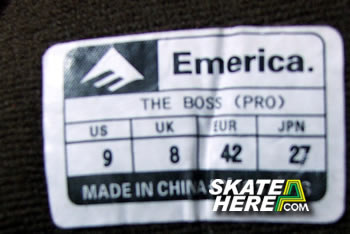 Emerica.
THE BOSS (PRO)
US UK EUR JPN
9 8 42 27
MADE IN CHINA
SKATE
HERE.COM